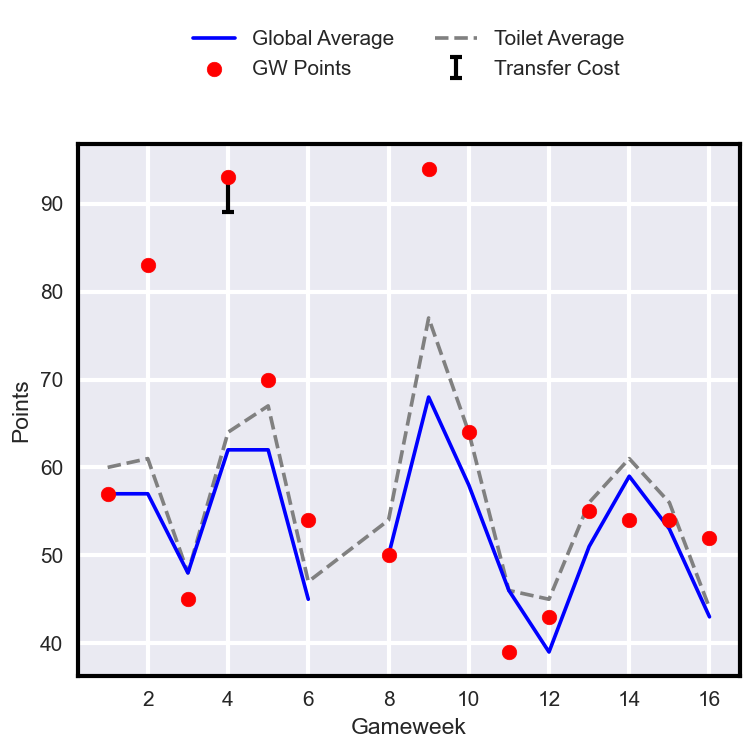 Global Average
Toilet Average
GW Points
Transfer Cost
90
80
70
60
50
40
Points
2 4 6 8 10 12 14 16
Gameweek